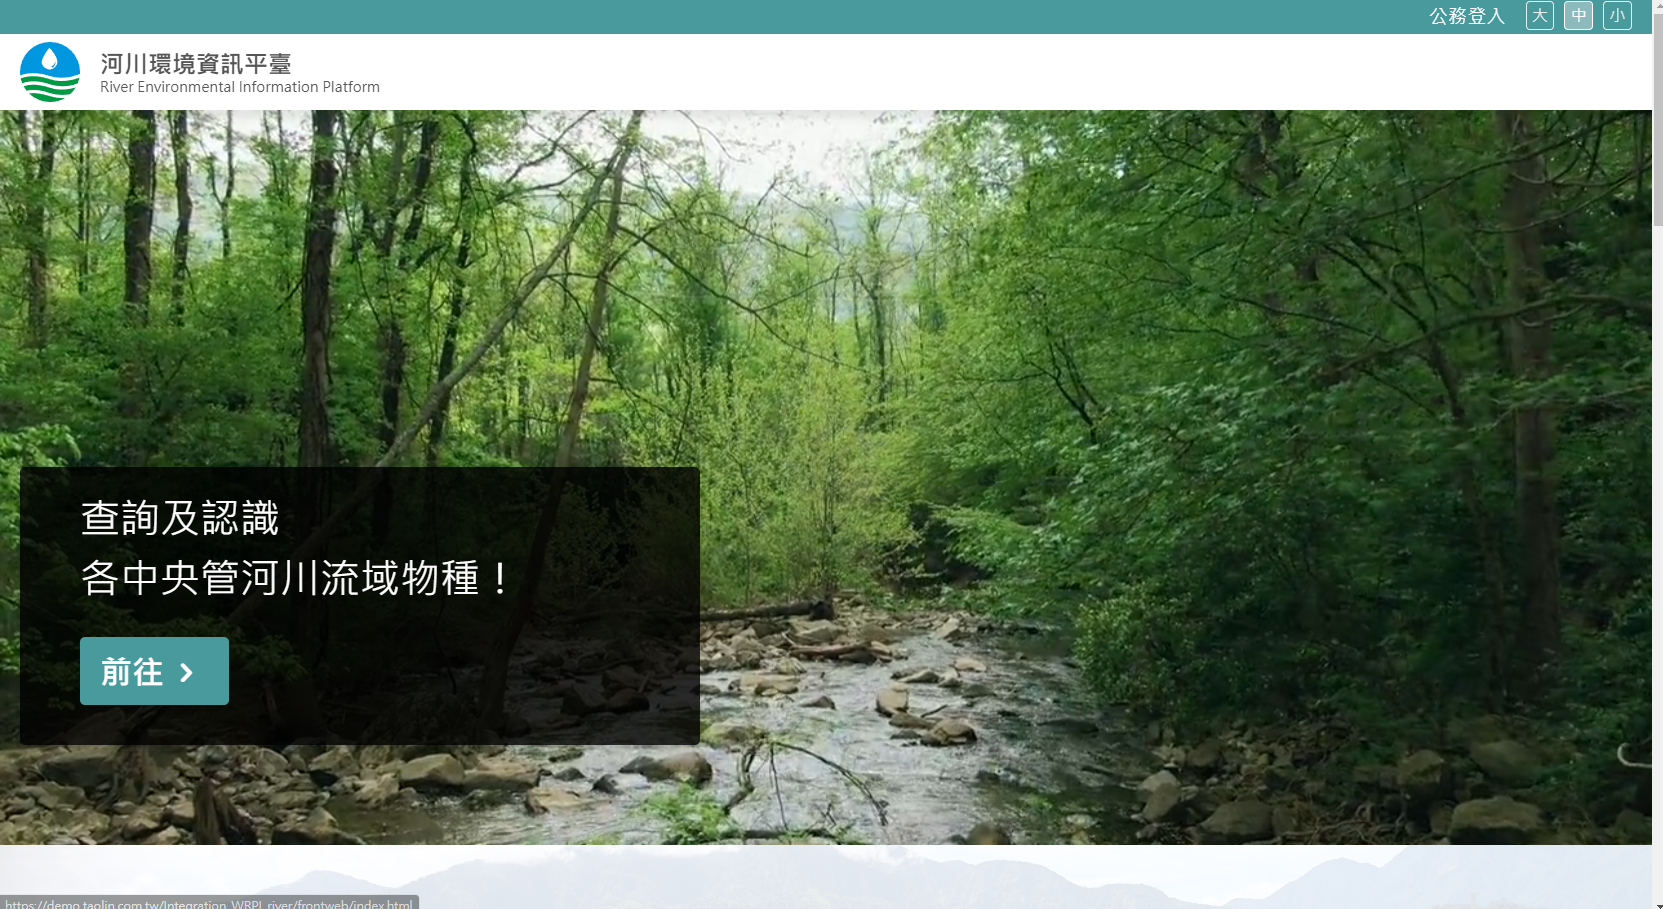 公務登入 大 中 小
河川環境資訊平臺
River Environmental Information Platform
查詢及認識
各中央管河川流域物種！
前往
https://demo.taolin.com.tw/Integration_WRPI_river/frontweb/index.html